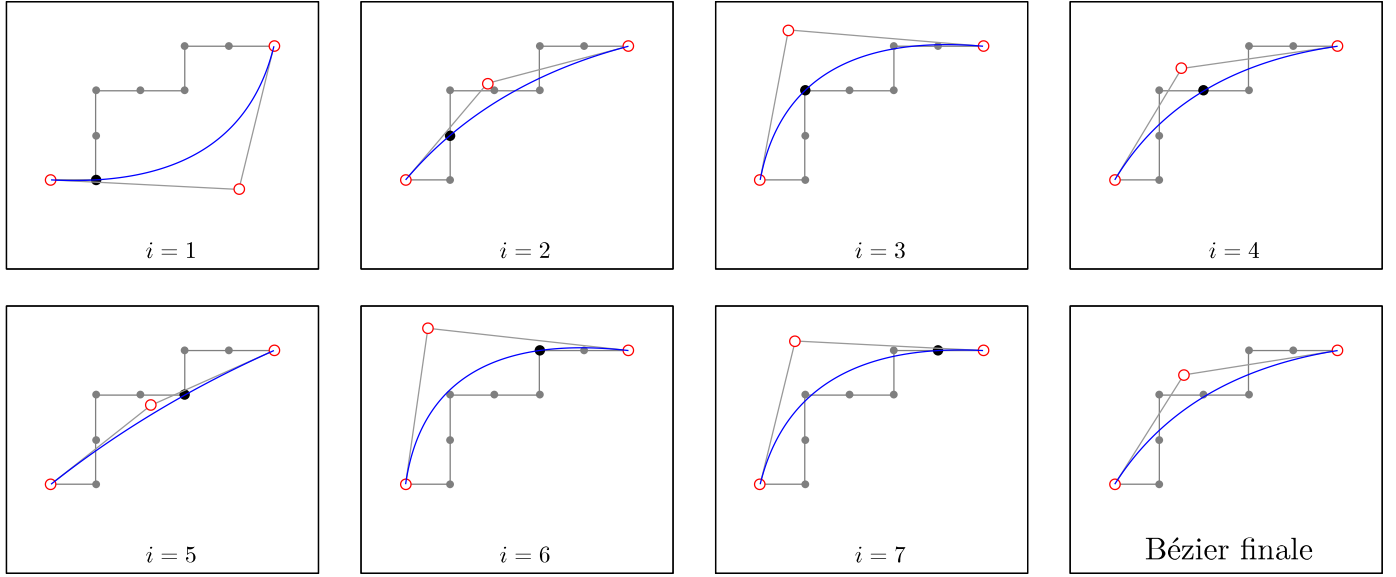 i = 1
i = 2
i = 3
i = 4
i = 5
i = 6
i = 7
Bézier finale